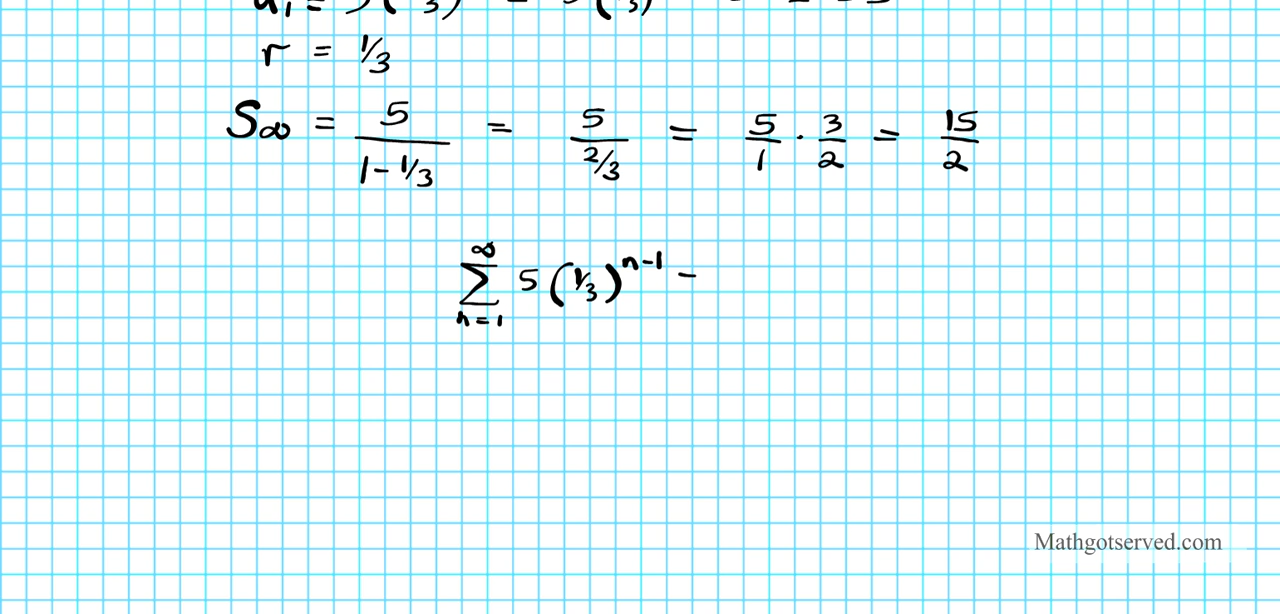 r = 1/3
S∞ = 5/(1 - 1/3) = 5/(2/3) = 5/1 · 3/2 = 15/2
∑_{n=1}^{∞} 5(1/3)^{n-1} -
Mathgotserved.com